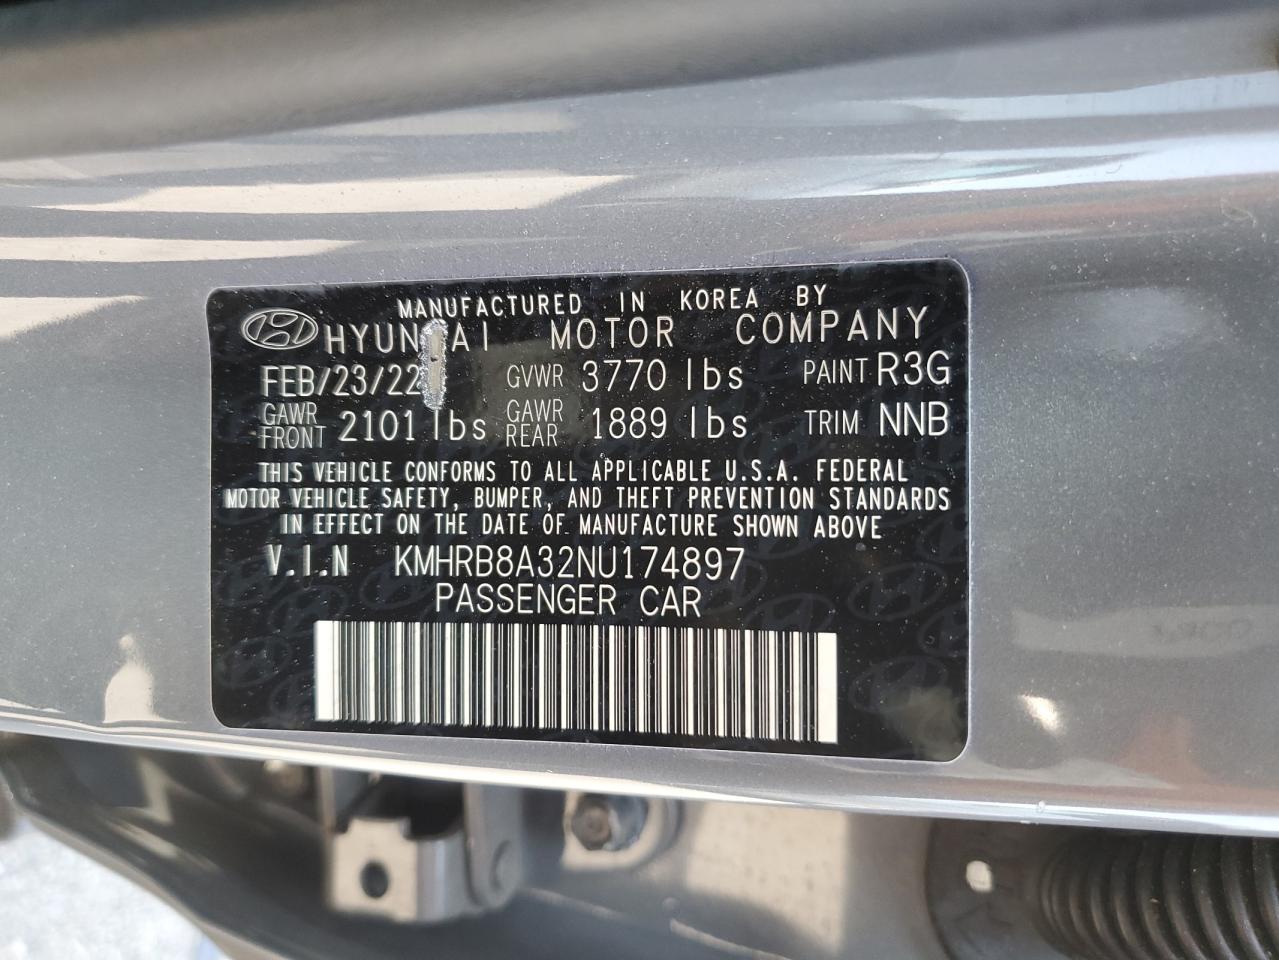 MANUFACTURED IN KOREA BY
HYUNDAI MOTOR COMPANY
FEB/23/22 GVWR 3770 lbs PAINT R3G
GAWR FRONT 2101 lbs GAWR REAR 1889 lbs TRIM NNB
THIS VEHICLE CONFORMS TO ALL APPLICABLE U.S.A. FEDERAL
MOTOR VEHICLE SAFETY, BUMPER, AND THEFT PREVENTION STANDARDS
IN EFFECT ON THE DATE OF MANUFACTURE SHOWN ABOVE
V.I.N KMHRB8A32NU174897
PASSENGER CAR